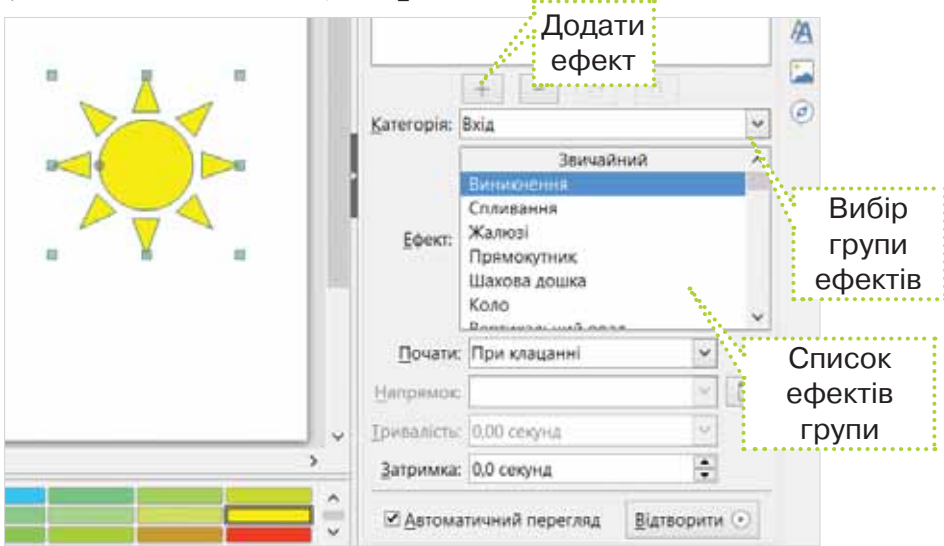 Додати
ефект
Категорія: Вхід
Звичайний
Виникнення
Спливання
Ефект: Жалюзі
Прямокутник
Шахова дошка
Коло
Вибір
групи
ефектів
Почати: При клацанні
Напрямок:
Тривалість: 0,00 секунд
Затримка: 0,0 секунд
Список
ефектів
групи
Автоматичний перегляд Відтворити